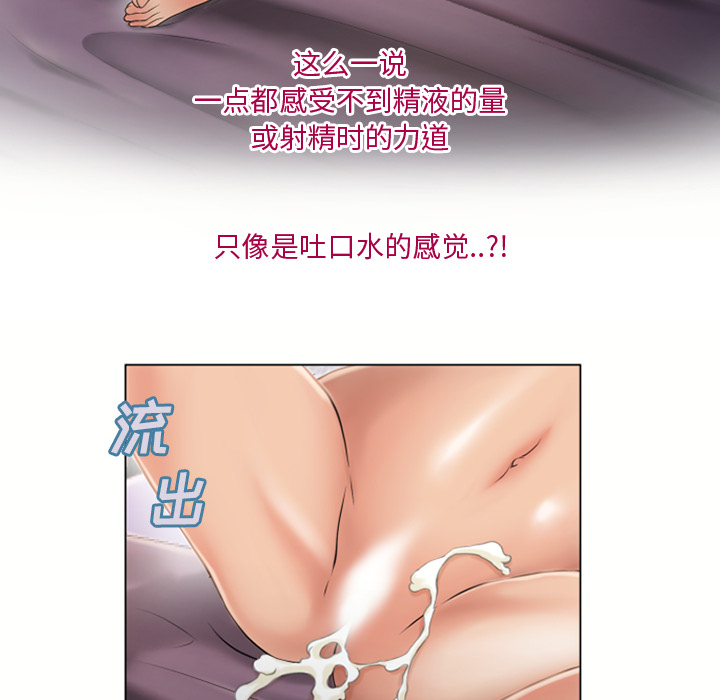 这么一说
一点都感受不到精液的量
或射精时的力道
只像是吐口水的感觉..?!
流
出